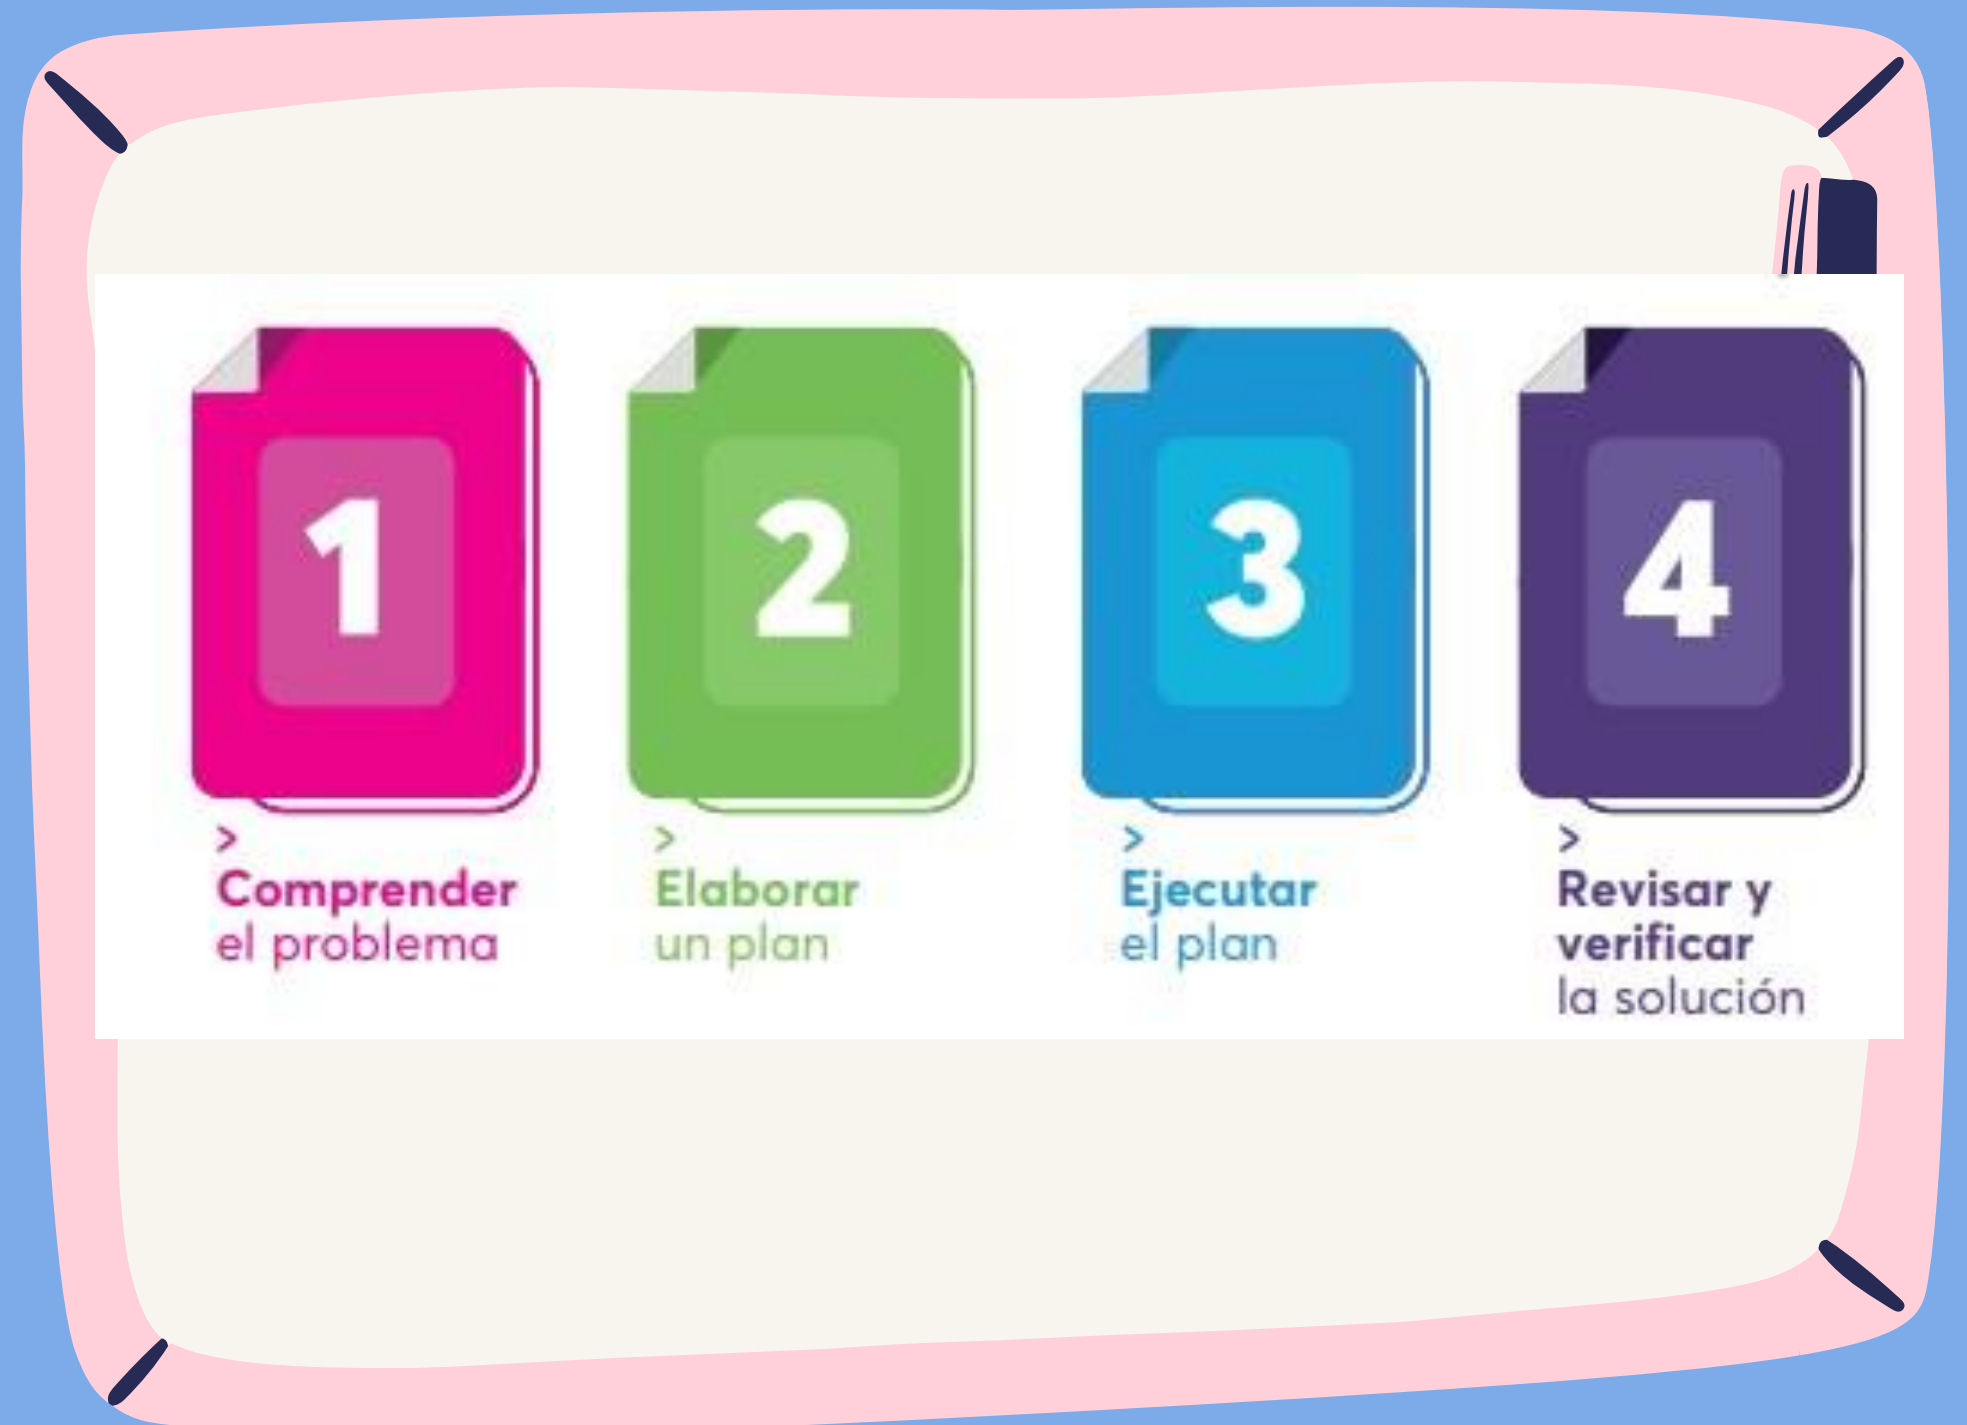 1
>
Comprender
el problema
2
>
Elaborar
un plan
3
>
Ejecutar
el plan
4
>
Revisar y
verificar
la solución